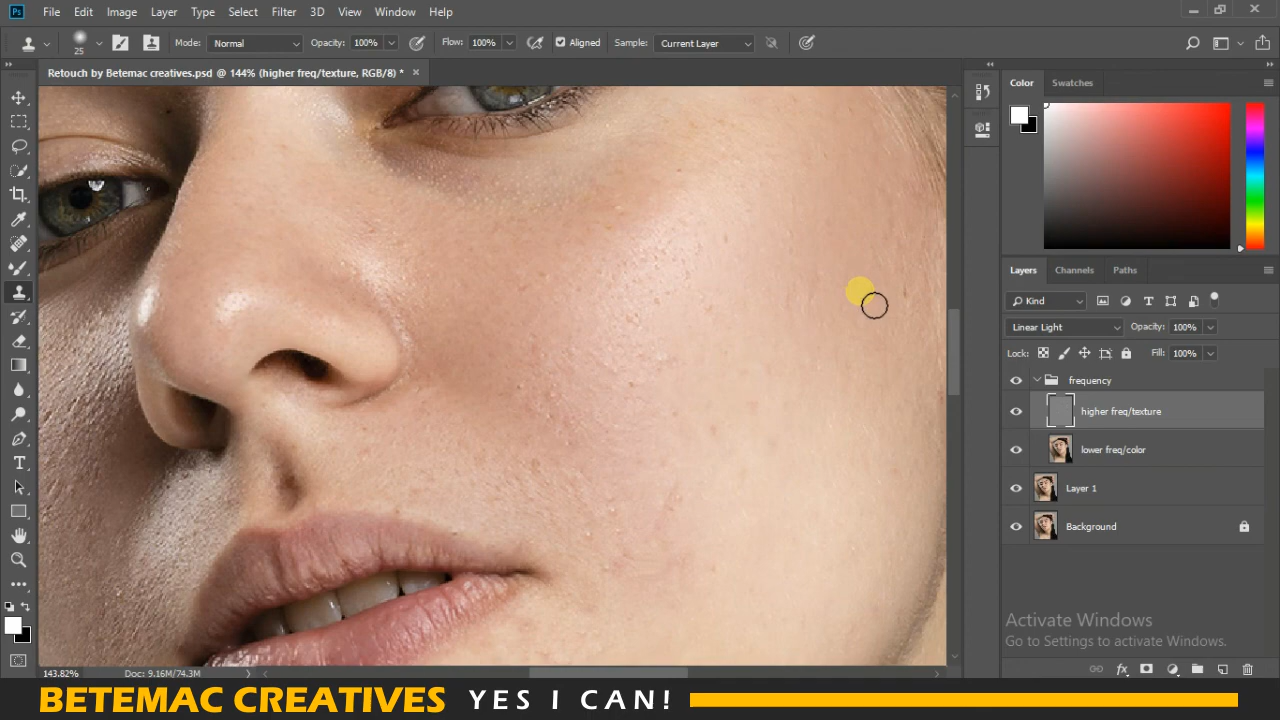 Ps File Edit Image Layer Type Select Filter 3D View Window Help
25 Mode: Normal Opacity: 100% Flow: 100% Aligned Sample: Current Layer
Retouch by Betemac creatives.psd @ 144% (higher freq/texture, RGB/8) *
Color Swatches
Layers Channels Paths
Kind
Linear Light Opacity: 100%
Lock: Fill: 100%
frequency
higher freq/texture
lower freq/color
Layer 1
Background
Activate Windows
Go to Settings to activate Windows.
143.82% Doc: 9.16M/74.3M
BETEMAC CREATIVES YES I CAN!